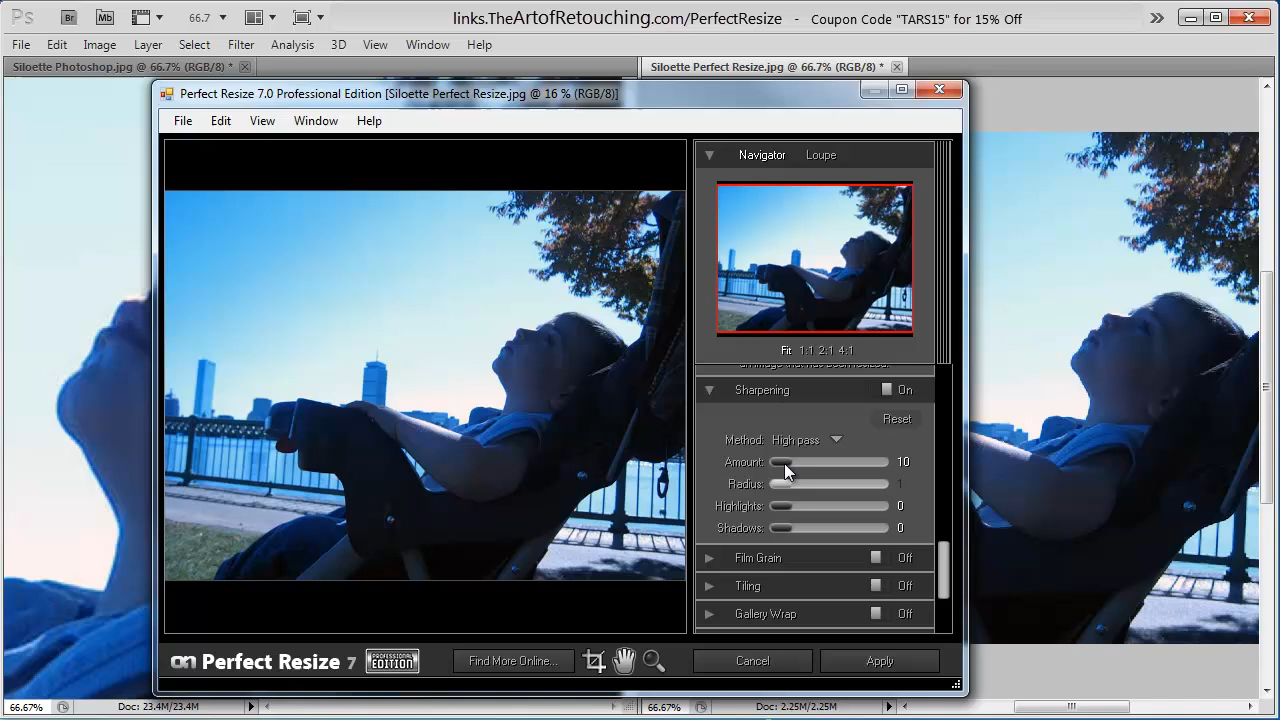 Ps Br Mb 66.7 links.TheArtofRetouching.com/PerfectResize - Coupon Code "TARS15" for 15% Off
File Edit Image Layer Select Filter Analysis 3D View Window Help
Siloette Photoshop.jpg @ 66.7% (RGB/8) * Siloette Perfect Resize.jpg @ 66.7% (RGB/8) *
Perfect Resize 7.0 Professional Edition [Siloette Perfect Resize.jpg @ 16 % (RGB/8)]
File Edit View Window Help
Navigator Loupe
Fit 1:1 2:1 4:1
an image that has been resized.
Sharpening On
Reset
Method: High pass
Amount: 10
Radius: 1
Highlights: 0
Shadows: 0
Film Grain Off
Tiling Off
Gallery Wrap Off
on Perfect Resize 7 PROFESSIONAL EDITION Find More Online... Cancel Apply
66.67% Doc: 23.4M/23.4M 66.67% Doc: 2.25M/2.25M